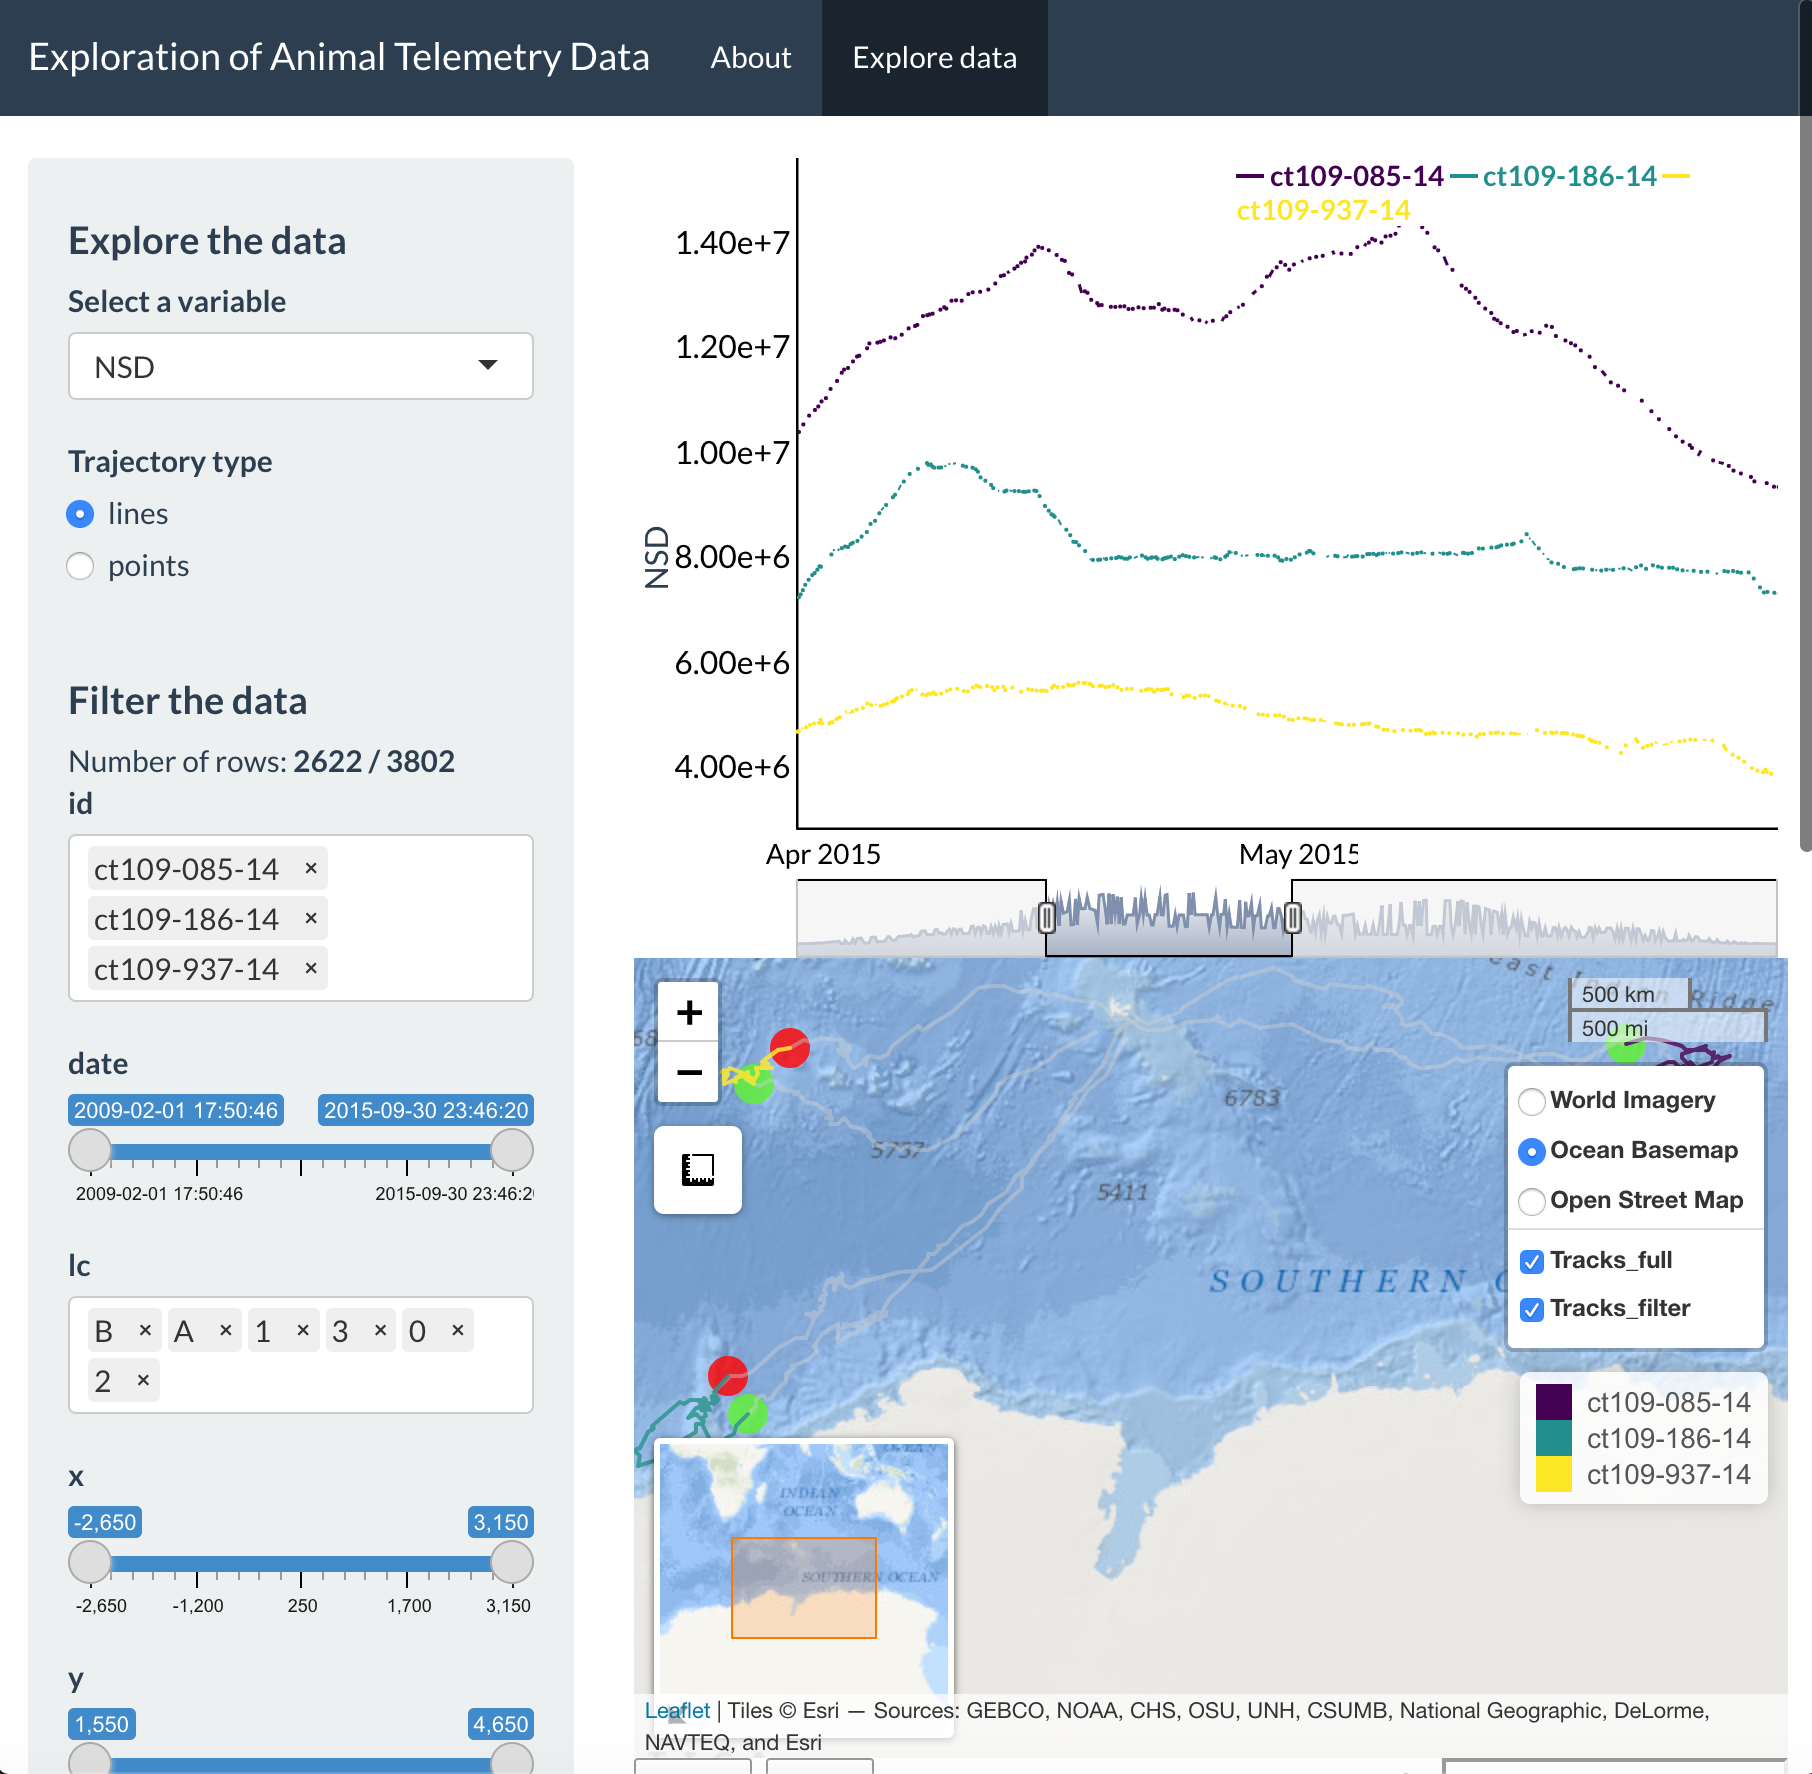 Exploration of Animal Telemetry Data
About
Explore data
Explore the data
Select a variable
NSD
Trajectory type
lines
points
Filter the data
Number of rows: 2622 / 3802
id
ct109-085-14 ×
ct109-186-14 ×
ct109-937-14 ×
date
2009-02-01 17:50:46 2015-09-30 23:46:20
2009-02-01 17:50:46 2015-09-30 23:46:2
lc
B × A × 1 × 3 × 0 ×
2 ×
x
-2,650 3,150
-2,650 -1,200 250 1,700 3,150
y
1,550 4,650
ct109-085-14 ct109-186-14
ct109-937-14
1.40e+7
1.20e+7
1.00e+7
8.00e+6
6.00e+6
4.00e+6
NSD
Apr 2015 May 2015
+
−
58
east Ridge
500 km
500 mi
6783
5737
5411
SOUTHERN
World Imagery
Ocean Basemap
Open Street Map
Tracks_full
Tracks_filter
ct109-085-14
ct109-186-14
ct109-937-14
OCEAN
INDIAN
OCEAN
SOUTHERN OCEAN
Leaflet | Tiles © Esri — Sources: GEBCO, NOAA, CHS, OSU, UNH, CSUMB, National Geographic, DeLorme,
NAVTEQ, and Esri